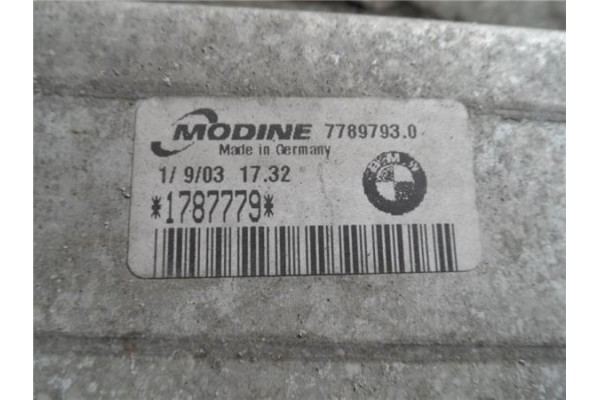 MODINE 7789793.0
Made in Germany
1/ 9/03 17.32
BMW
*1787779*